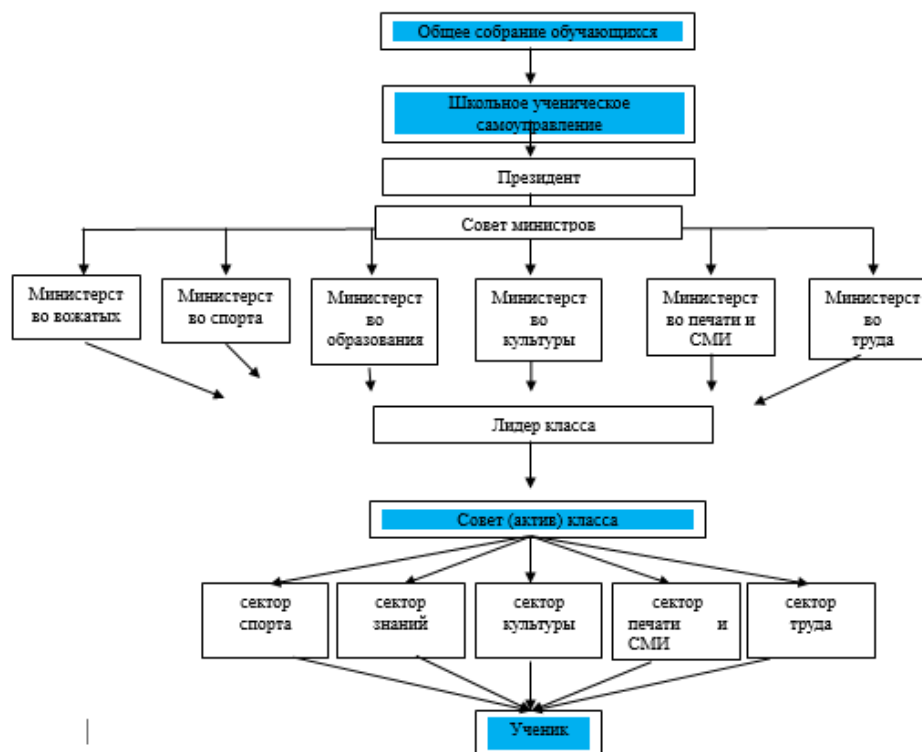 Общее собрание обучающихся
Школьное ученическое
самоуправление
Президент
Совет министров
Министерст
во вожатых
Министерст
во спорта
Министерст
во
образования
Министерст
во
культуры
Министерст
во печати и
СМИ
Министерст
во
труда
Лидер класса
Совет (актив) класса
сектор
спорта
сектор
знаний
сектор
культуры
сектор
печати и
СМИ
сектор
труда
Ученик